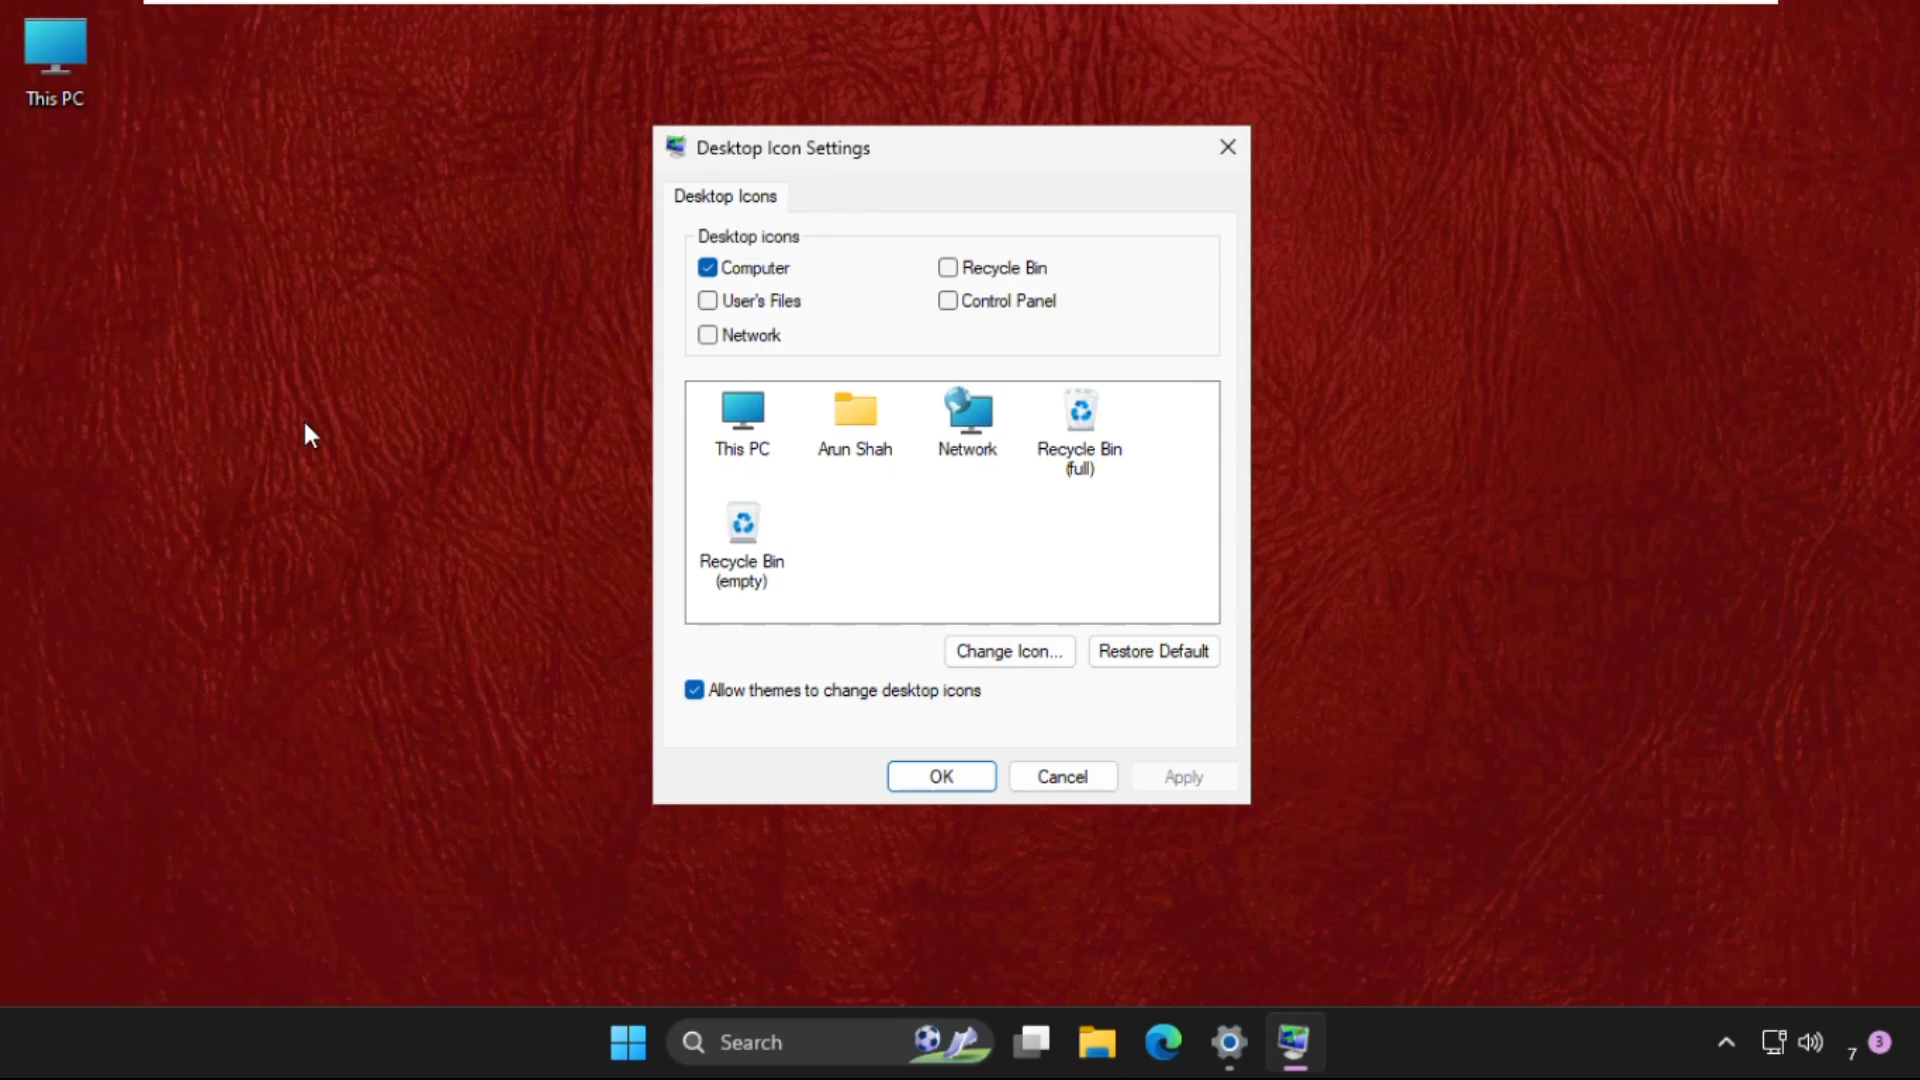 This PC
Desktop Icon Settings
Desktop Icons
Desktop icons
Computer
Recycle Bin
User's Files
Control Panel
Network
This PC
Arun Shah
Network
Recycle Bin
(full)
Recycle Bin
(empty)
Change Icon...
Restore Default
Allow themes to change desktop icons
OK
Cancel
Apply
Search
7
3